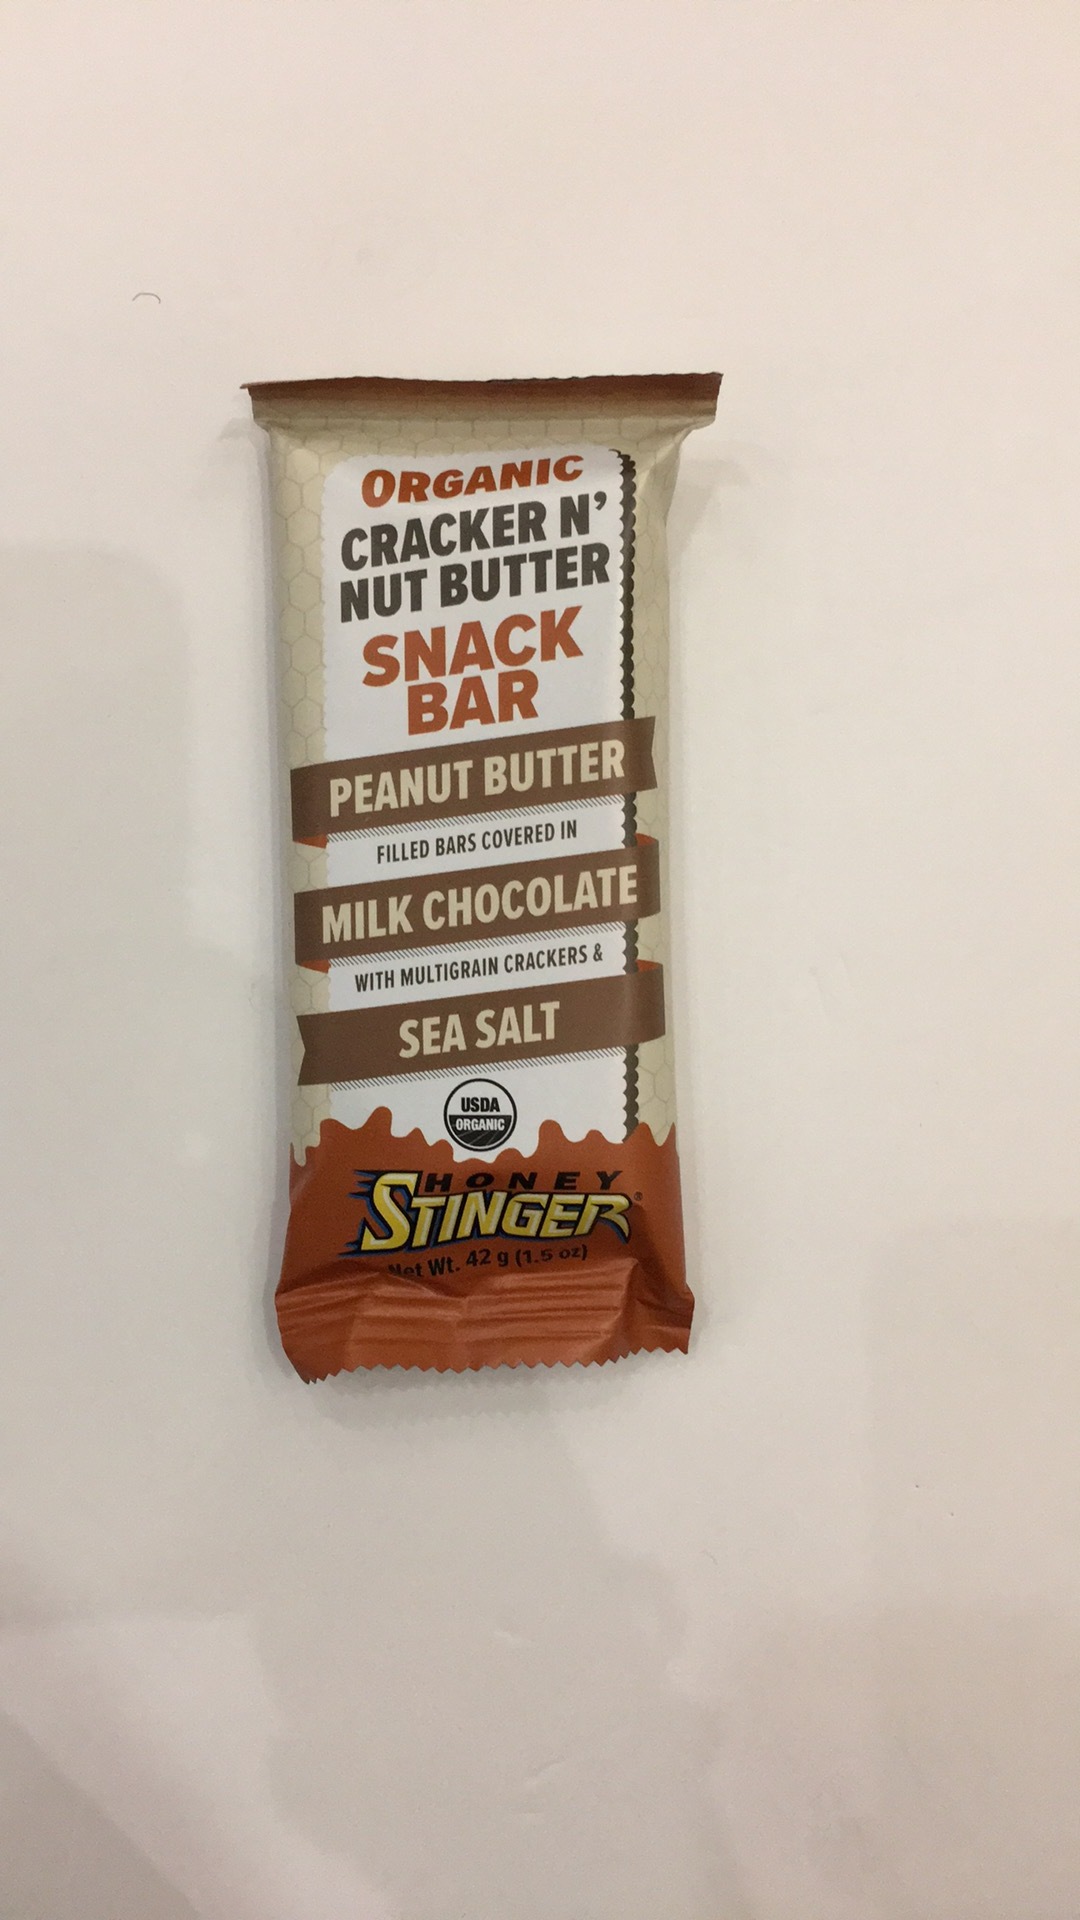 ORGANIC
CRACKER N'
NUT BUTTER
SNACK
BAR
PEANUT BUTTER
FILLED BARS COVERED IN
MILK CHOCOLATE
WITH MULTIGRAIN CRACKERS &
SEA SALT
USDA
ORGANIC
HONEY
STINGER®
Net Wt. 42 g (1.5 oz)